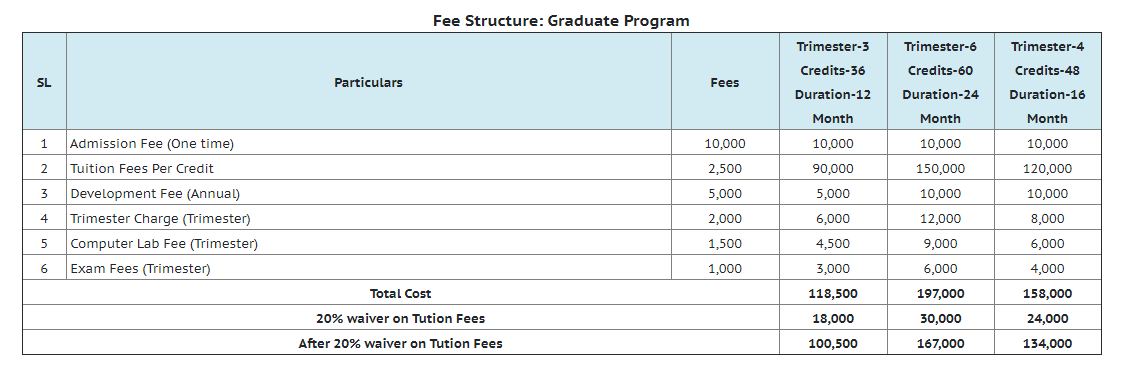 Fee Structure: Graduate Program
SL Particulars Fees Trimester-3 Credits-36 Duration-12 Month Trimester-6 Credits-60 Duration-24 Month Trimester-4 Credits-48 Duration-16 Month
1 Admission Fee (One time) 10,000 10,000 10,000 10,000
2 Tuition Fees Per Credit 2,500 90,000 150,000 120,000
3 Development Fee (Annual) 5,000 5,000 10,000 10,000
4 Trimester Charge (Trimester) 2,000 6,000 12,000 8,000
5 Computer Lab Fee (Trimester) 1,500 4,500 9,000 6,000
6 Exam Fees (Trimester) 1,000 3,000 6,000 4,000
Total Cost 118,500 197,000 158,000
20% waiver on Tution Fees 18,000 30,000 24,000
After 20% waiver on Tution Fees 100,500 167,000 134,000